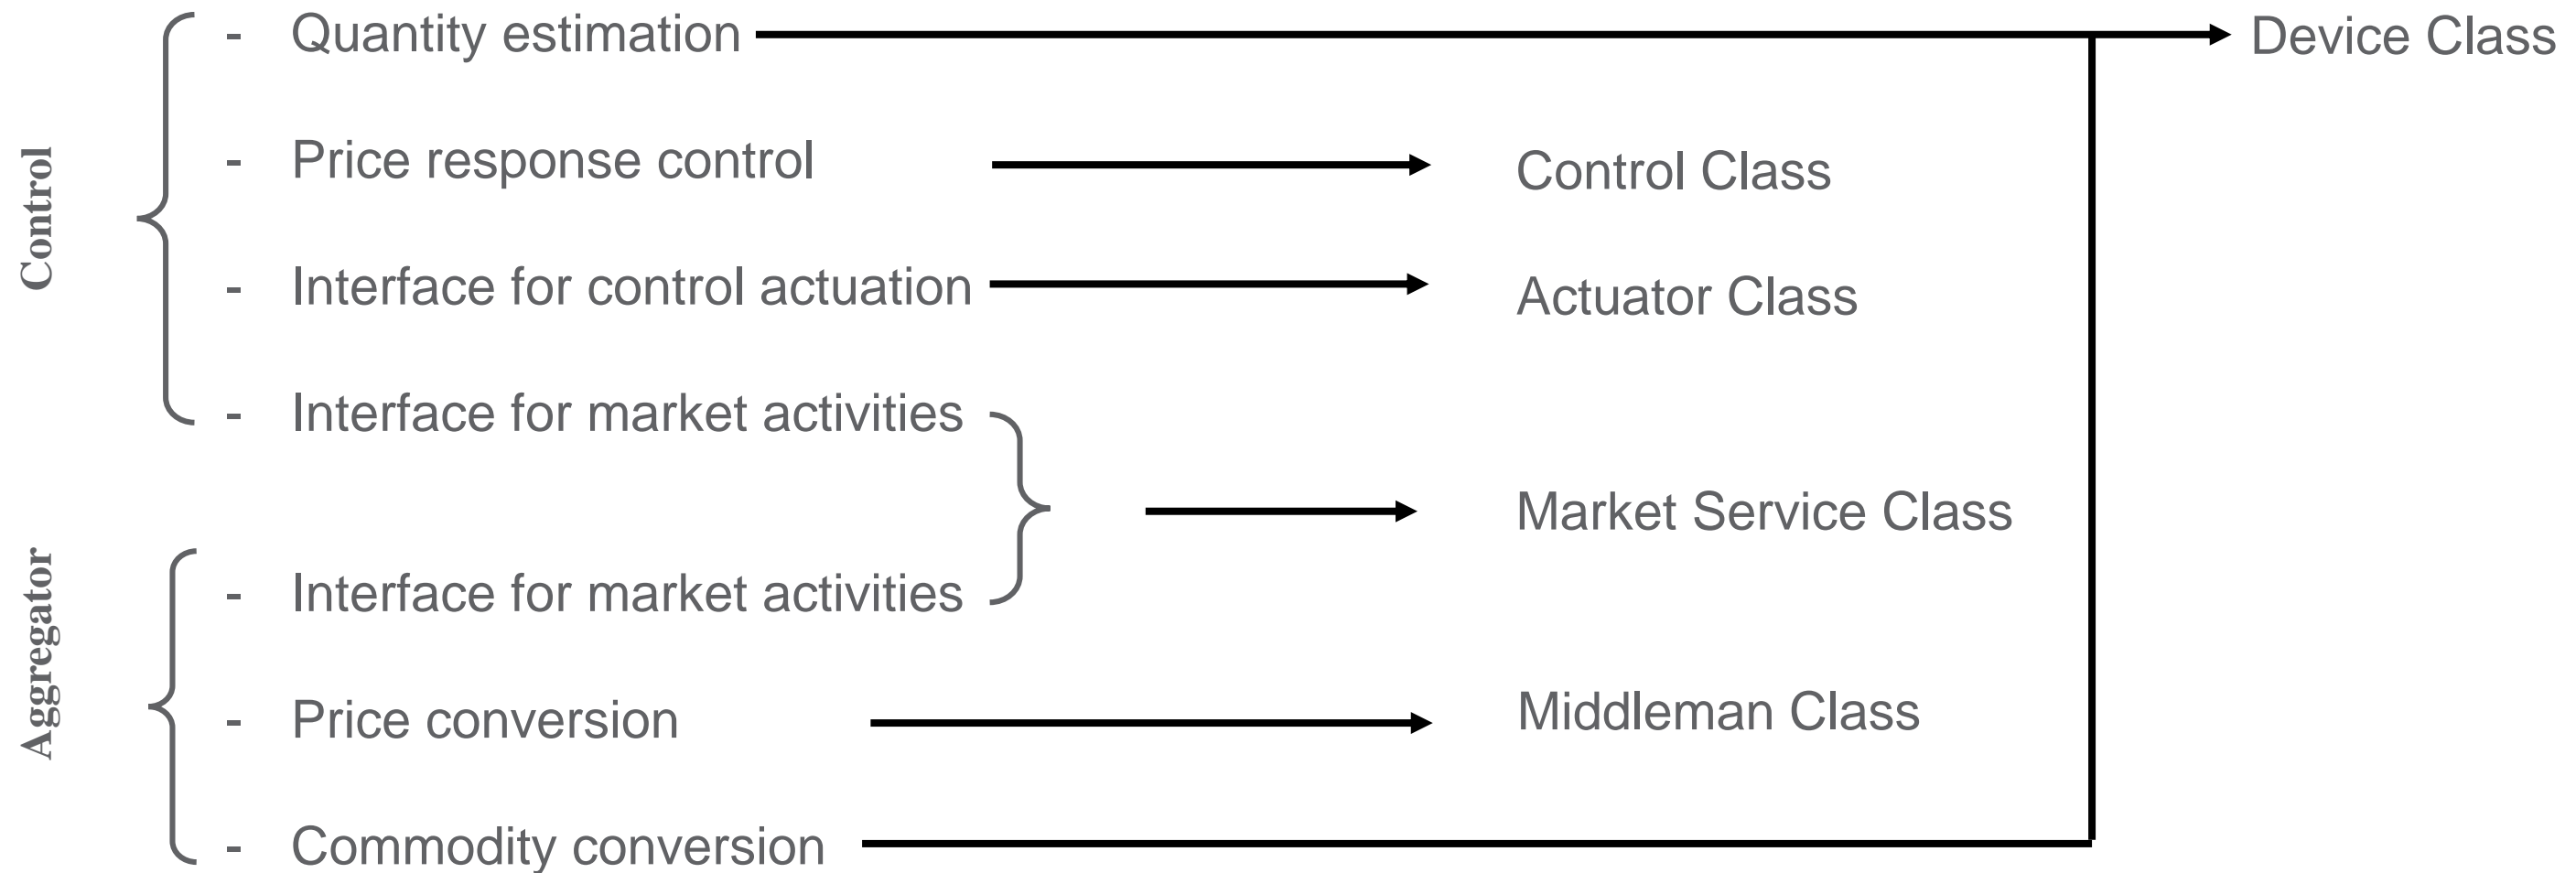 Control
- Quantity estimation
Device Class
- Price response control
Control Class
- Interface for control actuation
Actuator Class
- Interface for market activities
Market Service Class
Aggregator
- Interface for market activities
- Price conversion
Middleman Class
- Commodity conversion